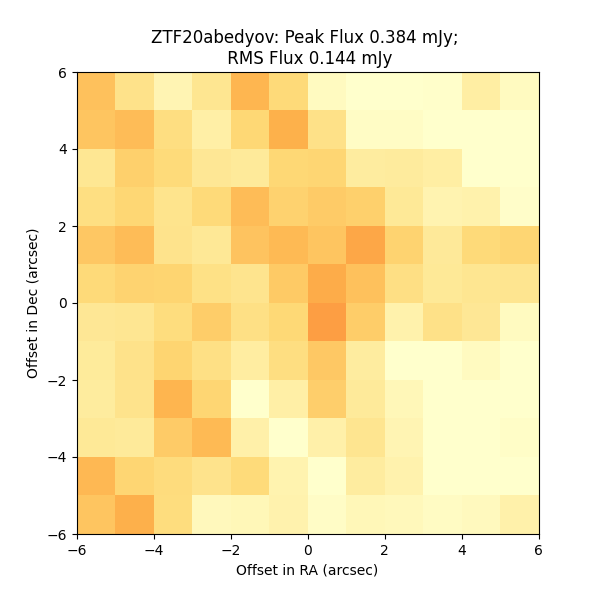 ZTF20abedyov: Peak Flux 0.384 mJy;
RMS Flux 0.144 mJy
6
4
2
0
−2
−4
−6
Offset in Dec (arcsec)
−6 −4 −2 0 2 4 6
Offset in RA (arcsec)